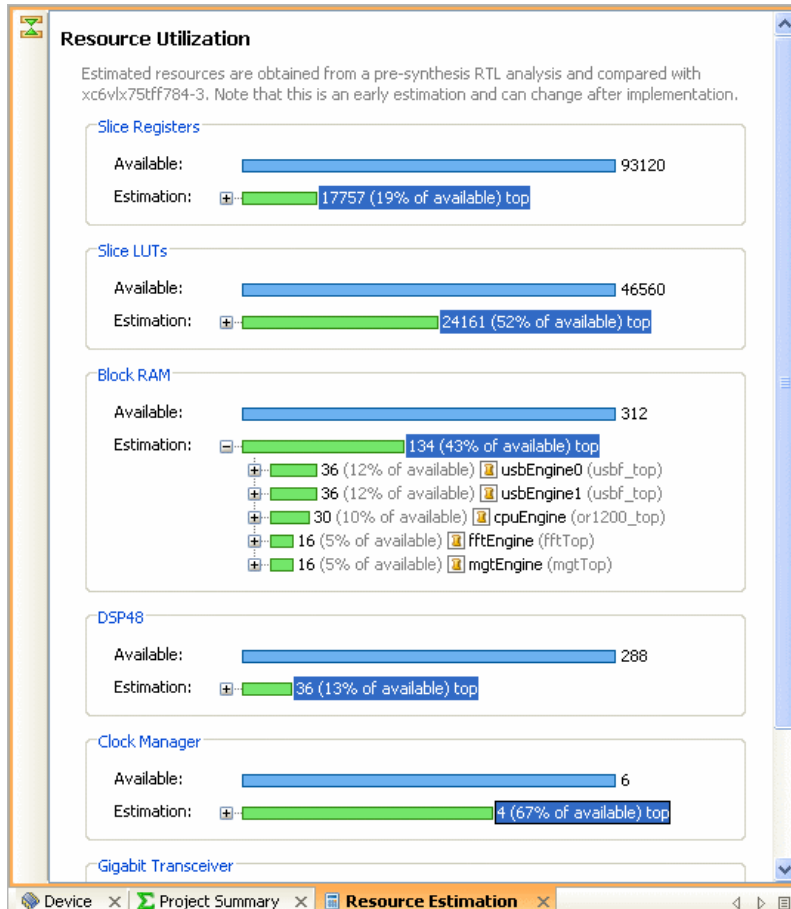 Resource Utilization
Estimated resources are obtained from a pre-synthesis RTL analysis and compared with
xc6vlx75tff784-3. Note that this is an early estimation and can change after implementation.
Slice Registers
Available: 93120
Estimation: 17757 (19% of available) top
Slice LUTs
Available: 46560
Estimation: 24161 (52% of available) top
Block RAM
Available: 312
Estimation: 134 (43% of available) top
36 (12% of available) usbEngine0 (usbf_top)
36 (12% of available) usbEngine1 (usbf_top)
30 (10% of available) cpuEngine (or1200_top)
16 (5% of available) fftEngine (fftTop)
16 (5% of available) mgtEngine (mgtTop)
DSP48
Available: 288
Estimation: 36 (13% of available) top
Clock Manager
Available: 6
Estimation: 4 (67% of available) top
Gigabit Transceiver
Device Project Summary Resource Estimation